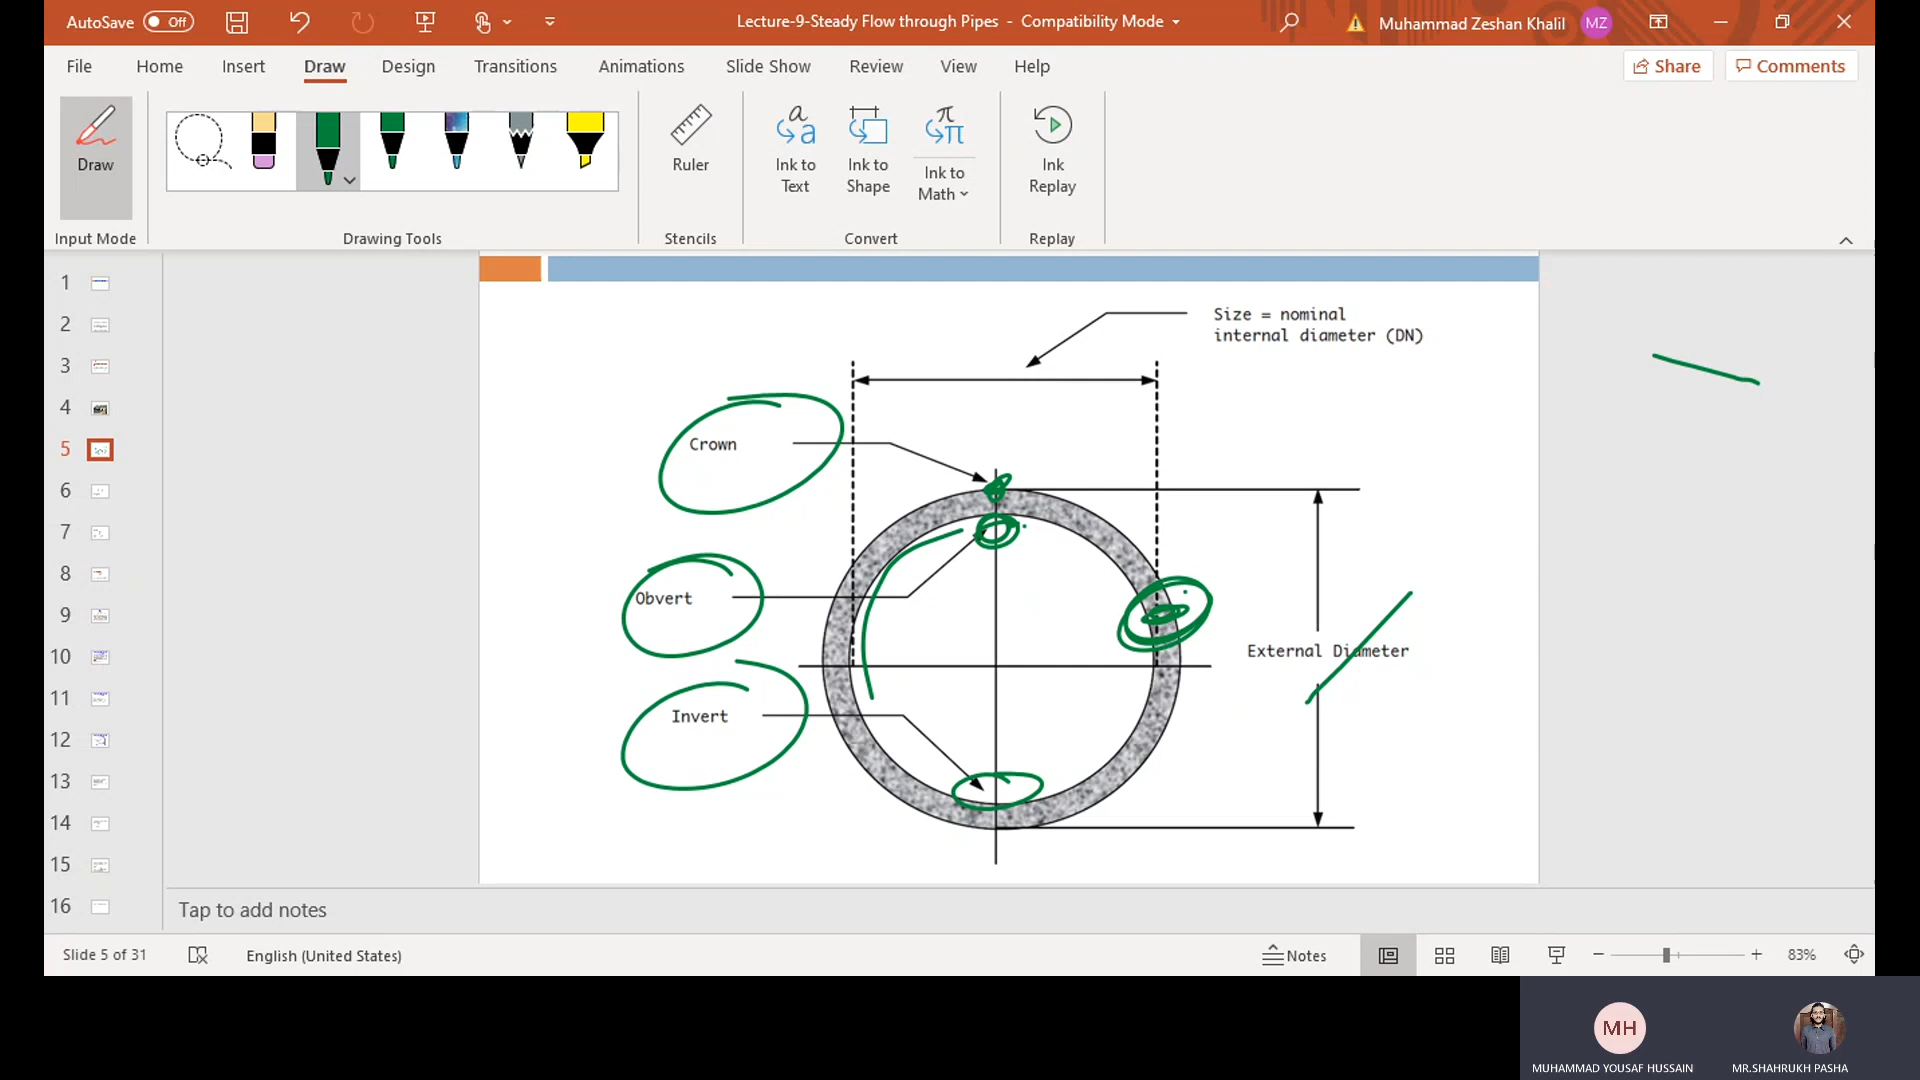 AutoSave Off
Lecture-9-Steady Flow through Pipes - Compatibility Mode
Muhammad Zeshan Khalil MZ
File Home Insert Draw Design Transitions Animations Slide Show Review View Help
Share Comments
Draw
Input Mode
Drawing Tools
Ruler
Stencils
Ink to
Text
Ink to
Shape
Ink to
Math
Convert
Ink
Replay
Replay
1
2
3
4
5
6
7
8
9
10
11
12
13
14
15
16
Size = nominal
internal diameter (DN)
Crown
Obvert
Invert
External Diameter
Tap to add notes
Slide 5 of 31
English (United States)
Notes
83%
MH
MUHAMMAD YOUSAF HUSSAIN
MR.SHAHRUKH PASHA